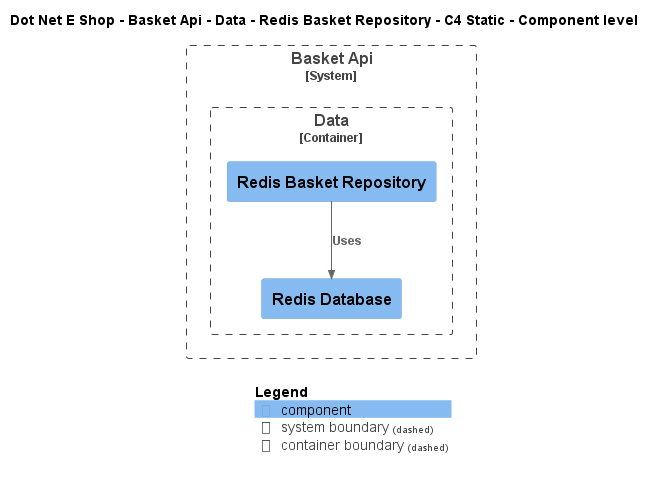 Dot Net E Shop - Basket Api - Data - Redis Basket Repository - C4 Static - Component level
Basket Api
[System]
Data
[Container]
Redis Basket Repository
Uses
Redis Database
Legend
component
system boundary (dashed)
container boundary (dashed)